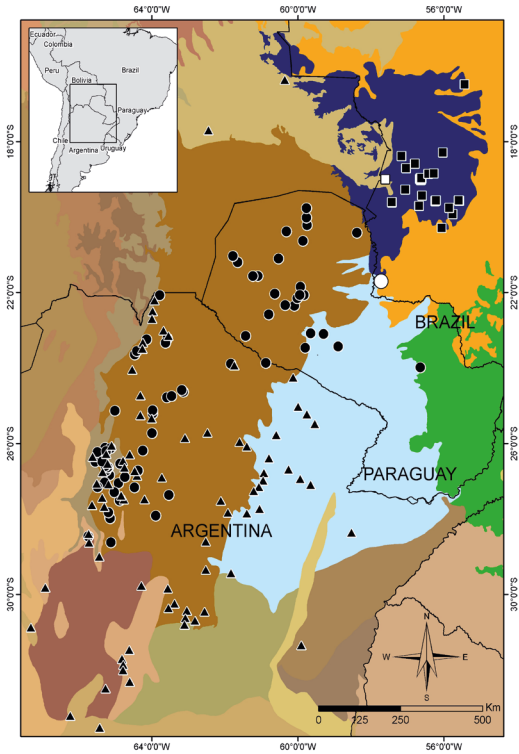 64°0'0"W 60°0'0"W 56°0'0"W
Ecuador
Colombia
Peru
Brazil
Bolivia
Paraguay
Chile
Argentina
Uruguay
18°0'0"S
18°0'0"S
22°0'0"S
22°0'0"S
BRAZIL
26°0'0"S
26°0'0"S
PARAGUAY
ARGENTINA
30°0'0"S
30°0'0"S
N
W E
S
Km
0 125 250 500
64°0'0"W 60°0'0"W 56°0'0"W